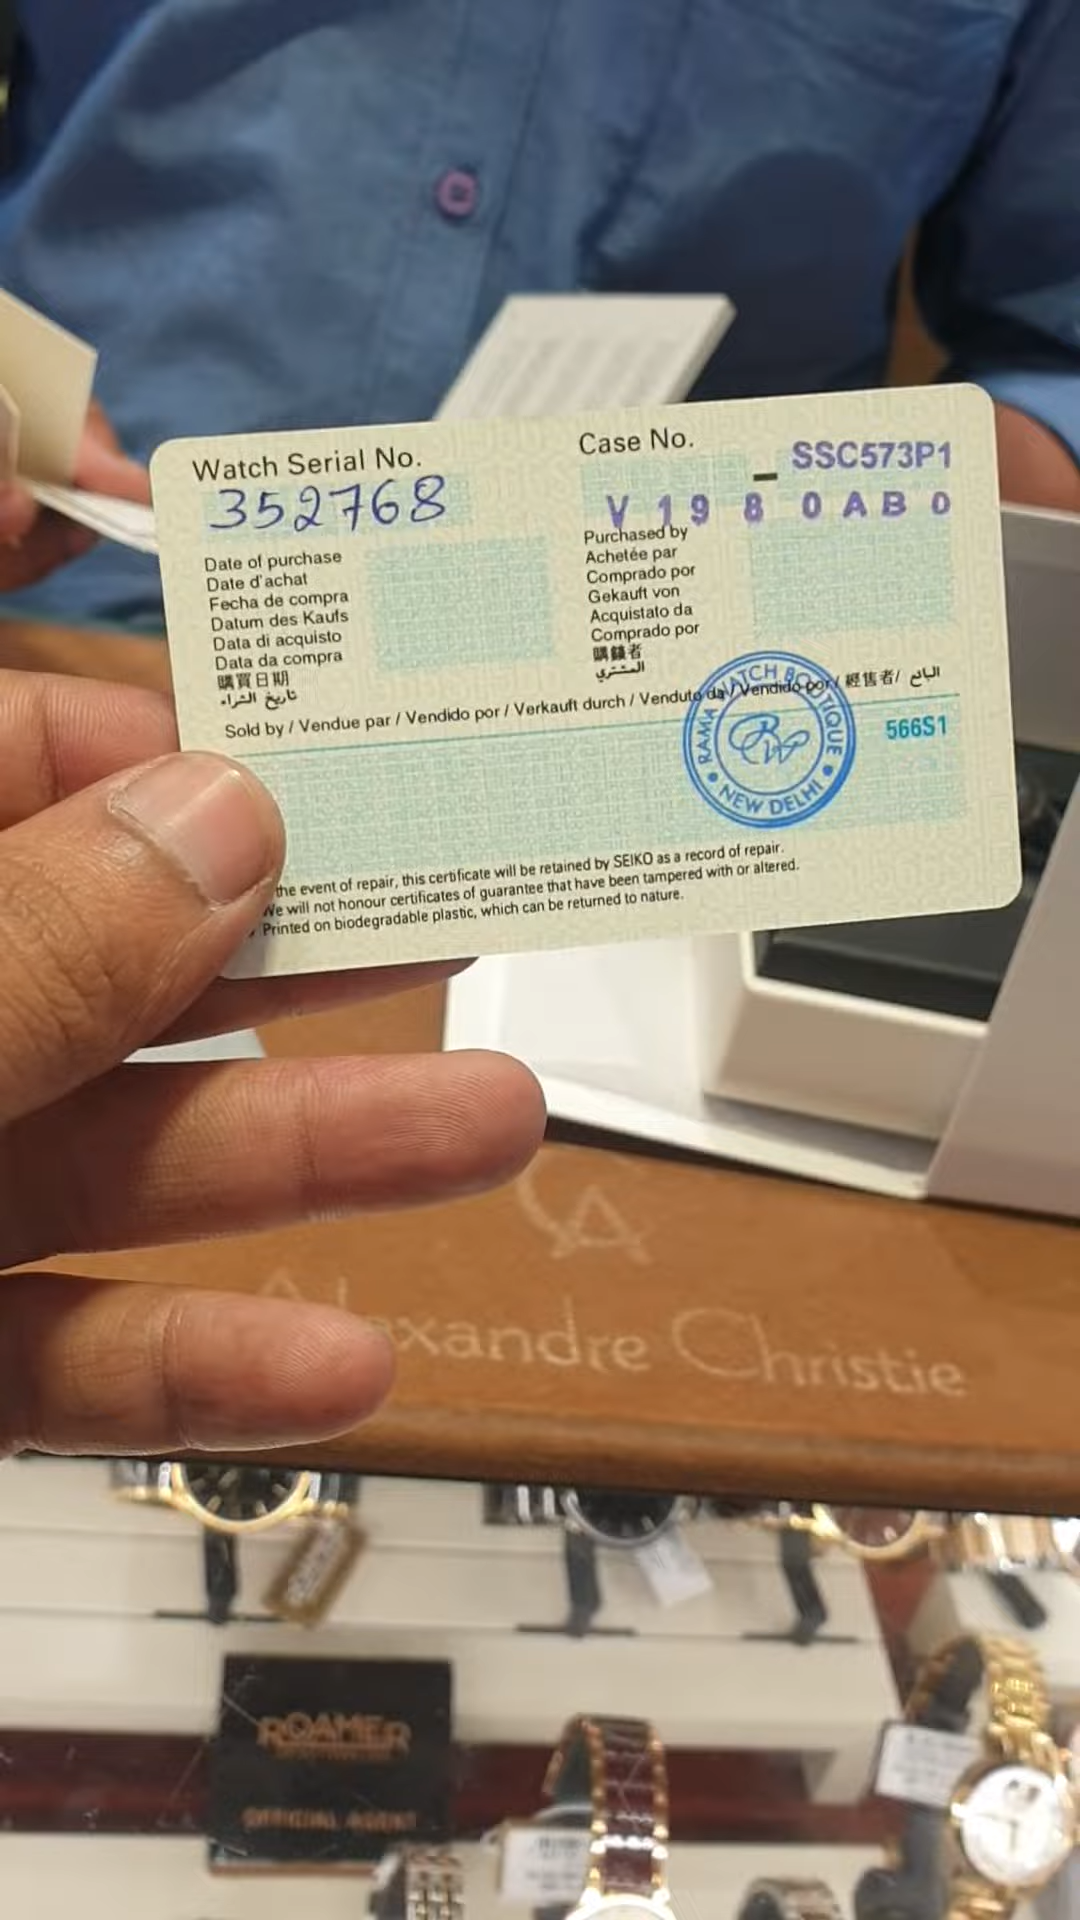 Watch Serial No.
352768
Case No.
SSC573P1
V198 0AB0
Date of purchase
Date d'achat
Fecha de compra
Datum des Kaufs
Data di acquisto
Data da compra
購買日期
تاريخ الشراء
Purchased by
Achetée par
Comprado por
Gekauft von
Acquistato da
Comprado por
購錶者
المشتري
Sold by / Vendue par / Vendido por / Verkauft durch / Venduto da / Vendido por / 經售者/ البائع
566S1
RAMA WATCH BOUTIQUE
RW
• NEW DELHI •
the event of repair, this certificate will be retained by SEIKO as a record of repair.
We will not honour certificates of guarantee that have been tampered with or altered.
Printed on biodegradable plastic, which can be returned to nature.
CA
Alexandre Christie
ROAMER
OFFICIAL AGENT